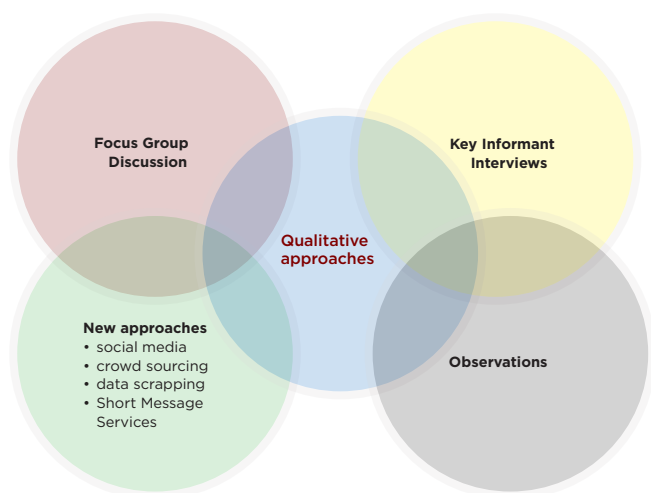 Focus Group
Discussion
Key Informant
Interviews
Qualitative
approaches
New approaches
• social media
• crowd sourcing
• data scrapping
• Short Message
Services
Observations